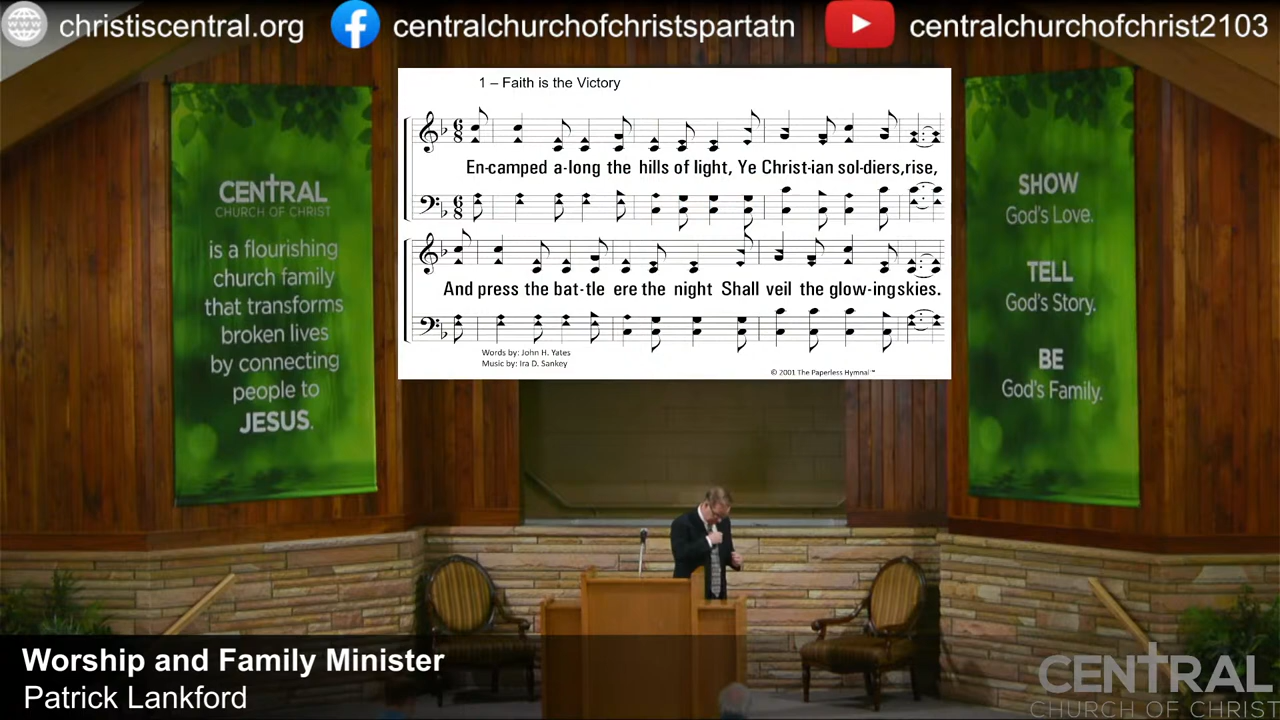 christiscentral.org
centralchurchofchristspartatn
centralchurchofchrist2103
1 – Faith is the Victory
En-camped a-long the hills of light, Ye Christ-ian sol-diers,rise,
And press the bat-tle ere the night Shall veil the glow-ing skies.
Words by: John H. Yates
Music by: Ira D. Sankey
© 2001 The Paperless Hymnal ™
CENTRAL
CHURCH OF CHRIST
is a flourishing
church family
that transforms
broken lives
by connecting
people to
JESUS.
SHOW
God's Love.
TELL
God's Story.
BE
God's Family.
Worship and Family Minister
Patrick Lankford
CENTRAL
CHURCH OF CHRIST